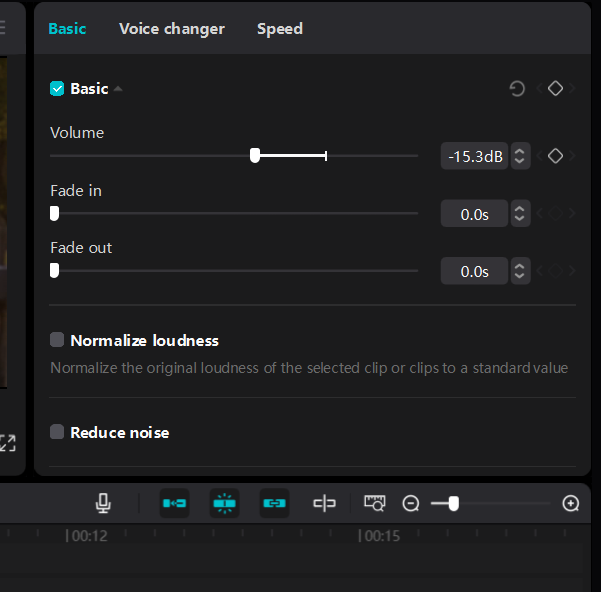 Basic Voice changer Speed
Basic
Volume
-15.3dB
Fade in
0.0s
Fade out
0.0s
Normalize loudness
Normalize the original loudness of the selected clip or clips to a standard value
Reduce noise
00:12 00:15